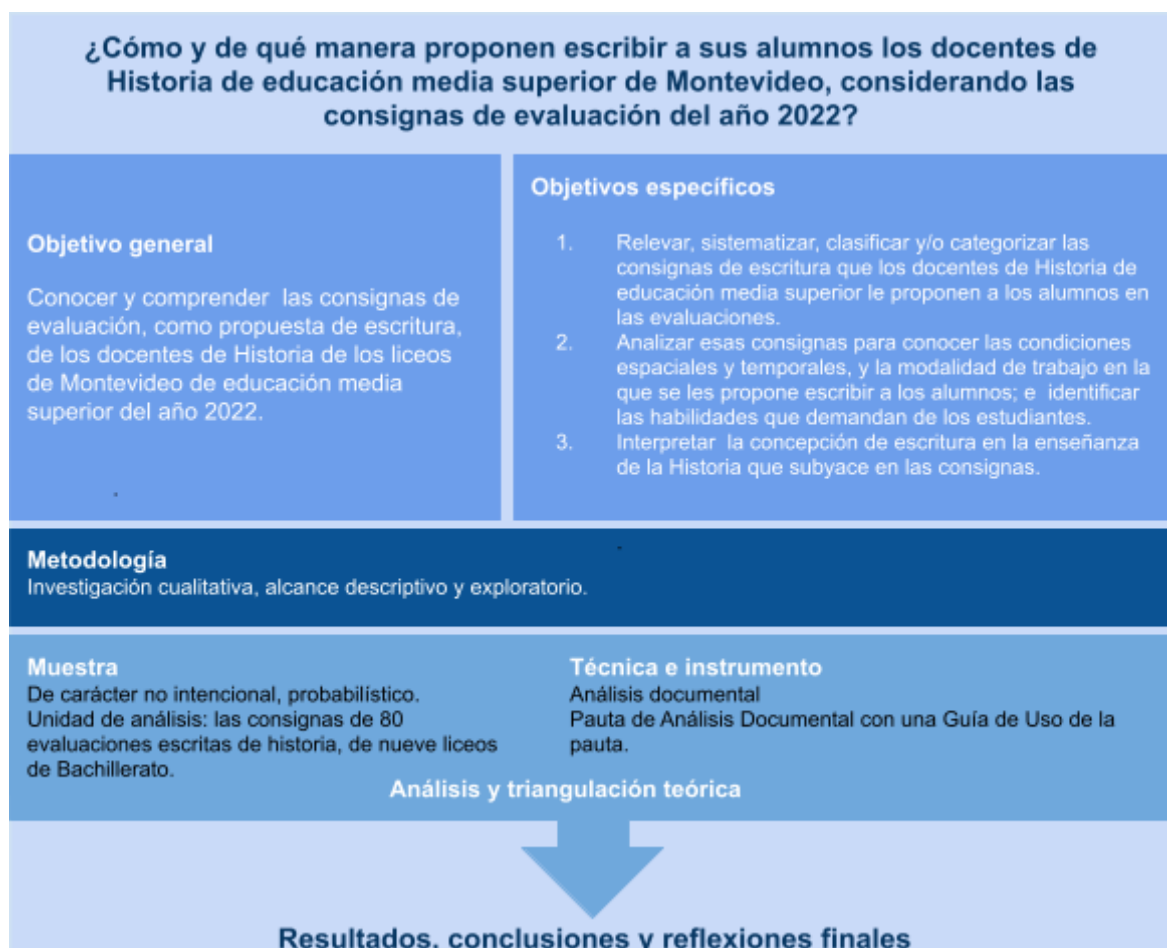 ¿Cómo y de qué manera proponen escribir a sus alumnos los docentes de
Historia de educación media superior de Montevideo, considerando las
consignas de evaluación del año 2022?
Objetivo general
Conocer y comprender las consignas de
evaluación, como propuesta de escritura,
de los docentes de Historia de los liceos
de Montevideo de educación media
superior del año 2022.
Objetivos específicos
1. Relevar, sistematizar, clasificar y/o categorizar las
consignas de escritura que los docentes de Historia de
educación media superior le proponen a los alumnos en
las evaluaciones.
2. Analizar esas consignas para conocer las condiciones
espaciales y temporales, y la modalidad de trabajo en la
que se les propone escribir a los alumnos; e identificar
las habilidades que demandan de los estudiantes.
3. Interpretar la concepción de escritura en la enseñanza
de la Historia que subyace en las consignas.
Metodología
Investigación cualitativa, alcance descriptivo y exploratorio.
Muestra
De carácter no intencional, probabilístico.
Unidad de análisis: las consignas de 80
evaluaciones escritas de historia, de nueve liceos
de Bachillerato.
Técnica e instrumento
Análisis documental
Pauta de Análisis Documental con una Guía de Uso de la
pauta.
Análisis y triangulación teórica
Resultados, conclusiones y reflexiones finales